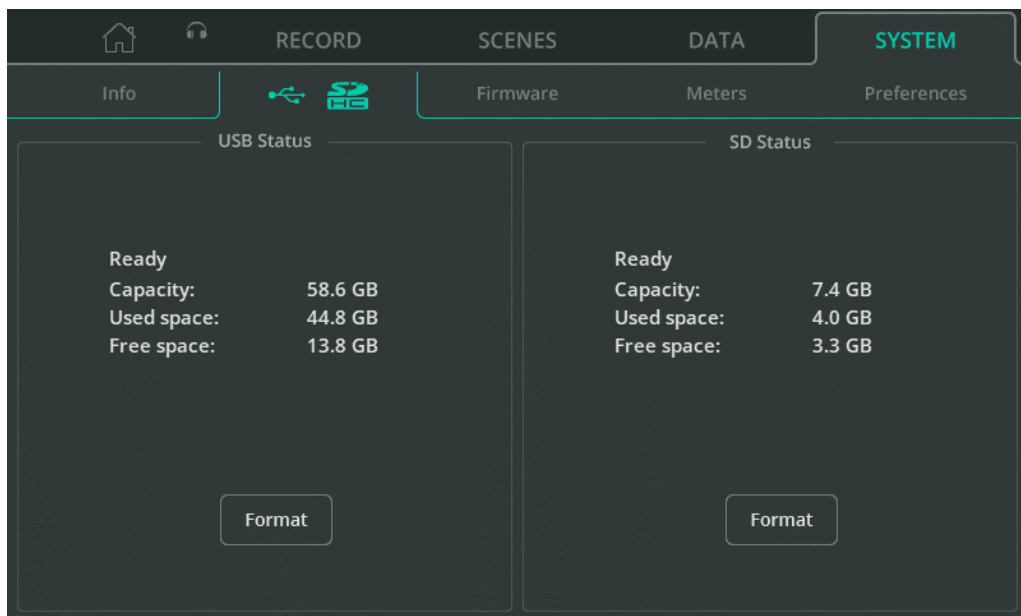 RECORD SCENES DATA SYSTEM
Info SD HC Firmware Meters Preferences
USB Status
Ready
Capacity: 58.6 GB
Used space: 44.8 GB
Free space: 13.8 GB
Format
SD Status
Ready
Capacity: 7.4 GB
Used space: 4.0 GB
Free space: 3.3 GB
Format